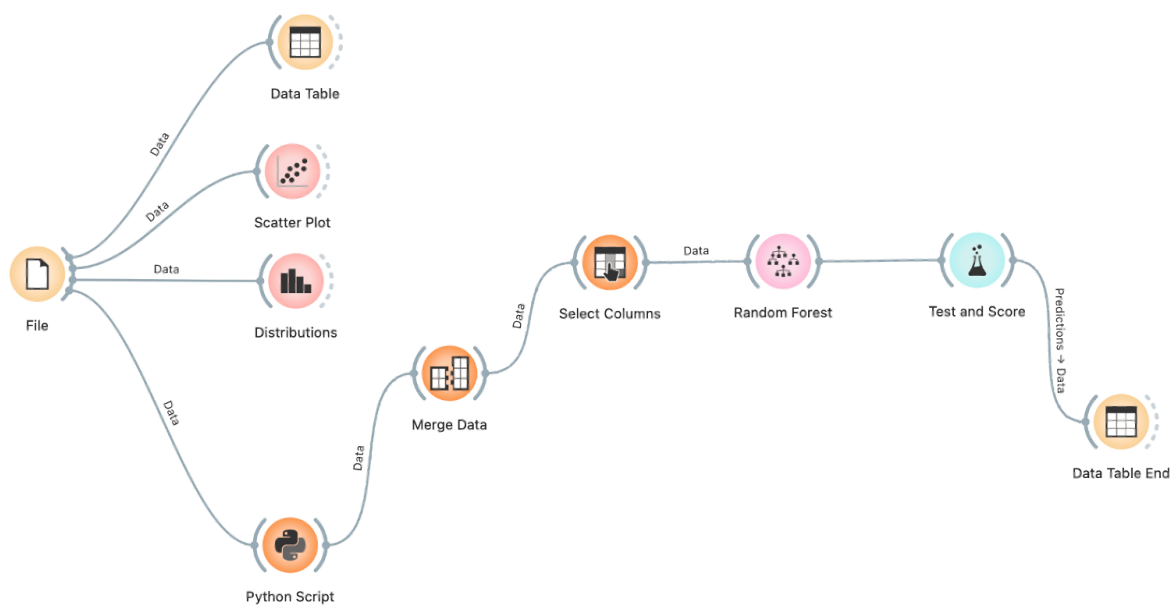 Data Table
Data
Scatter Plot
Data
Data
File
Distributions
Data
Python Script
Data
Merge Data
Data
Select Columns
Data
Random Forest
Test and Score
Predictions → Data
Data Table End